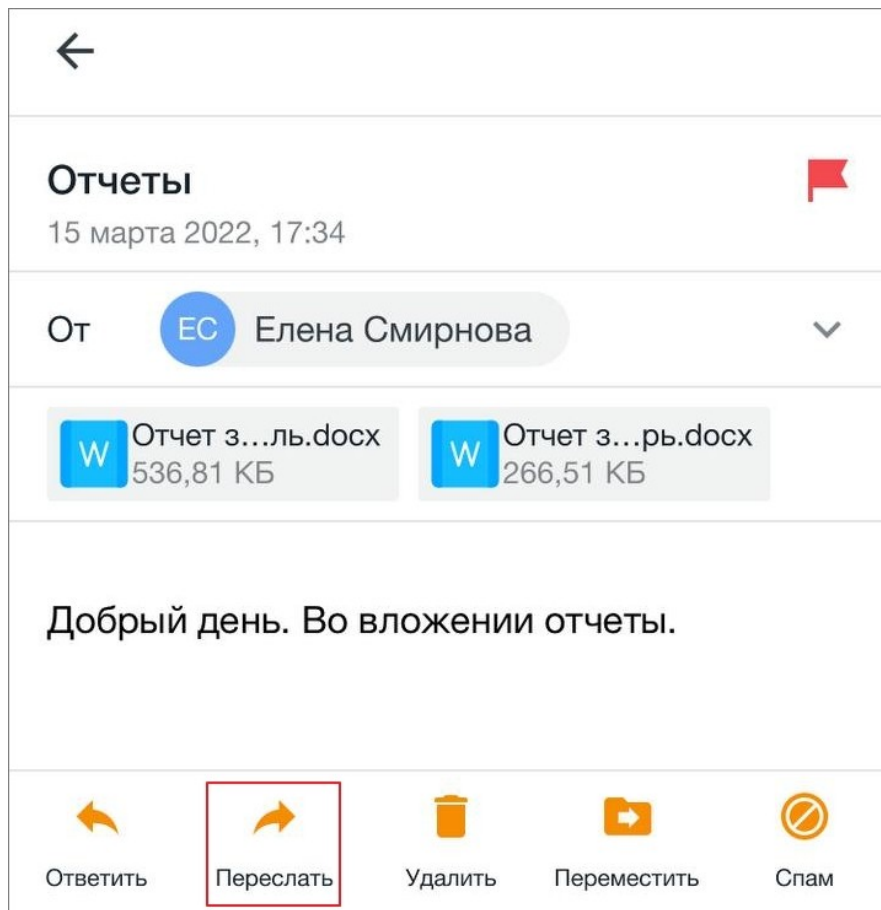 Отчеты
15 марта 2022, 17:34
От ЕС Елена Смирнова
W Отчет з...ль.docx W Отчет з...рь.docx
536,81 КБ 266,51 КБ
Добрый день. Во вложении отчеты.
Ответить Переслать Удалить Переместить Спам